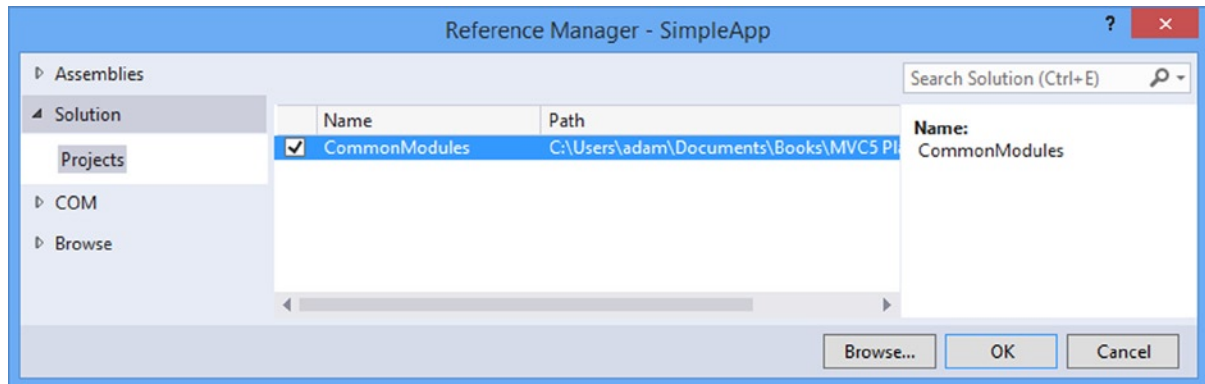 Reference Manager - SimpleApp
?
Assemblies
Search Solution (Ctrl+E)
Solution
Projects
COM
Browse
Name Path
CommonModules C:\Users\adam\Documents\Books\MVC5 Pl
Name:
CommonModules
Browse...
OK
Cancel